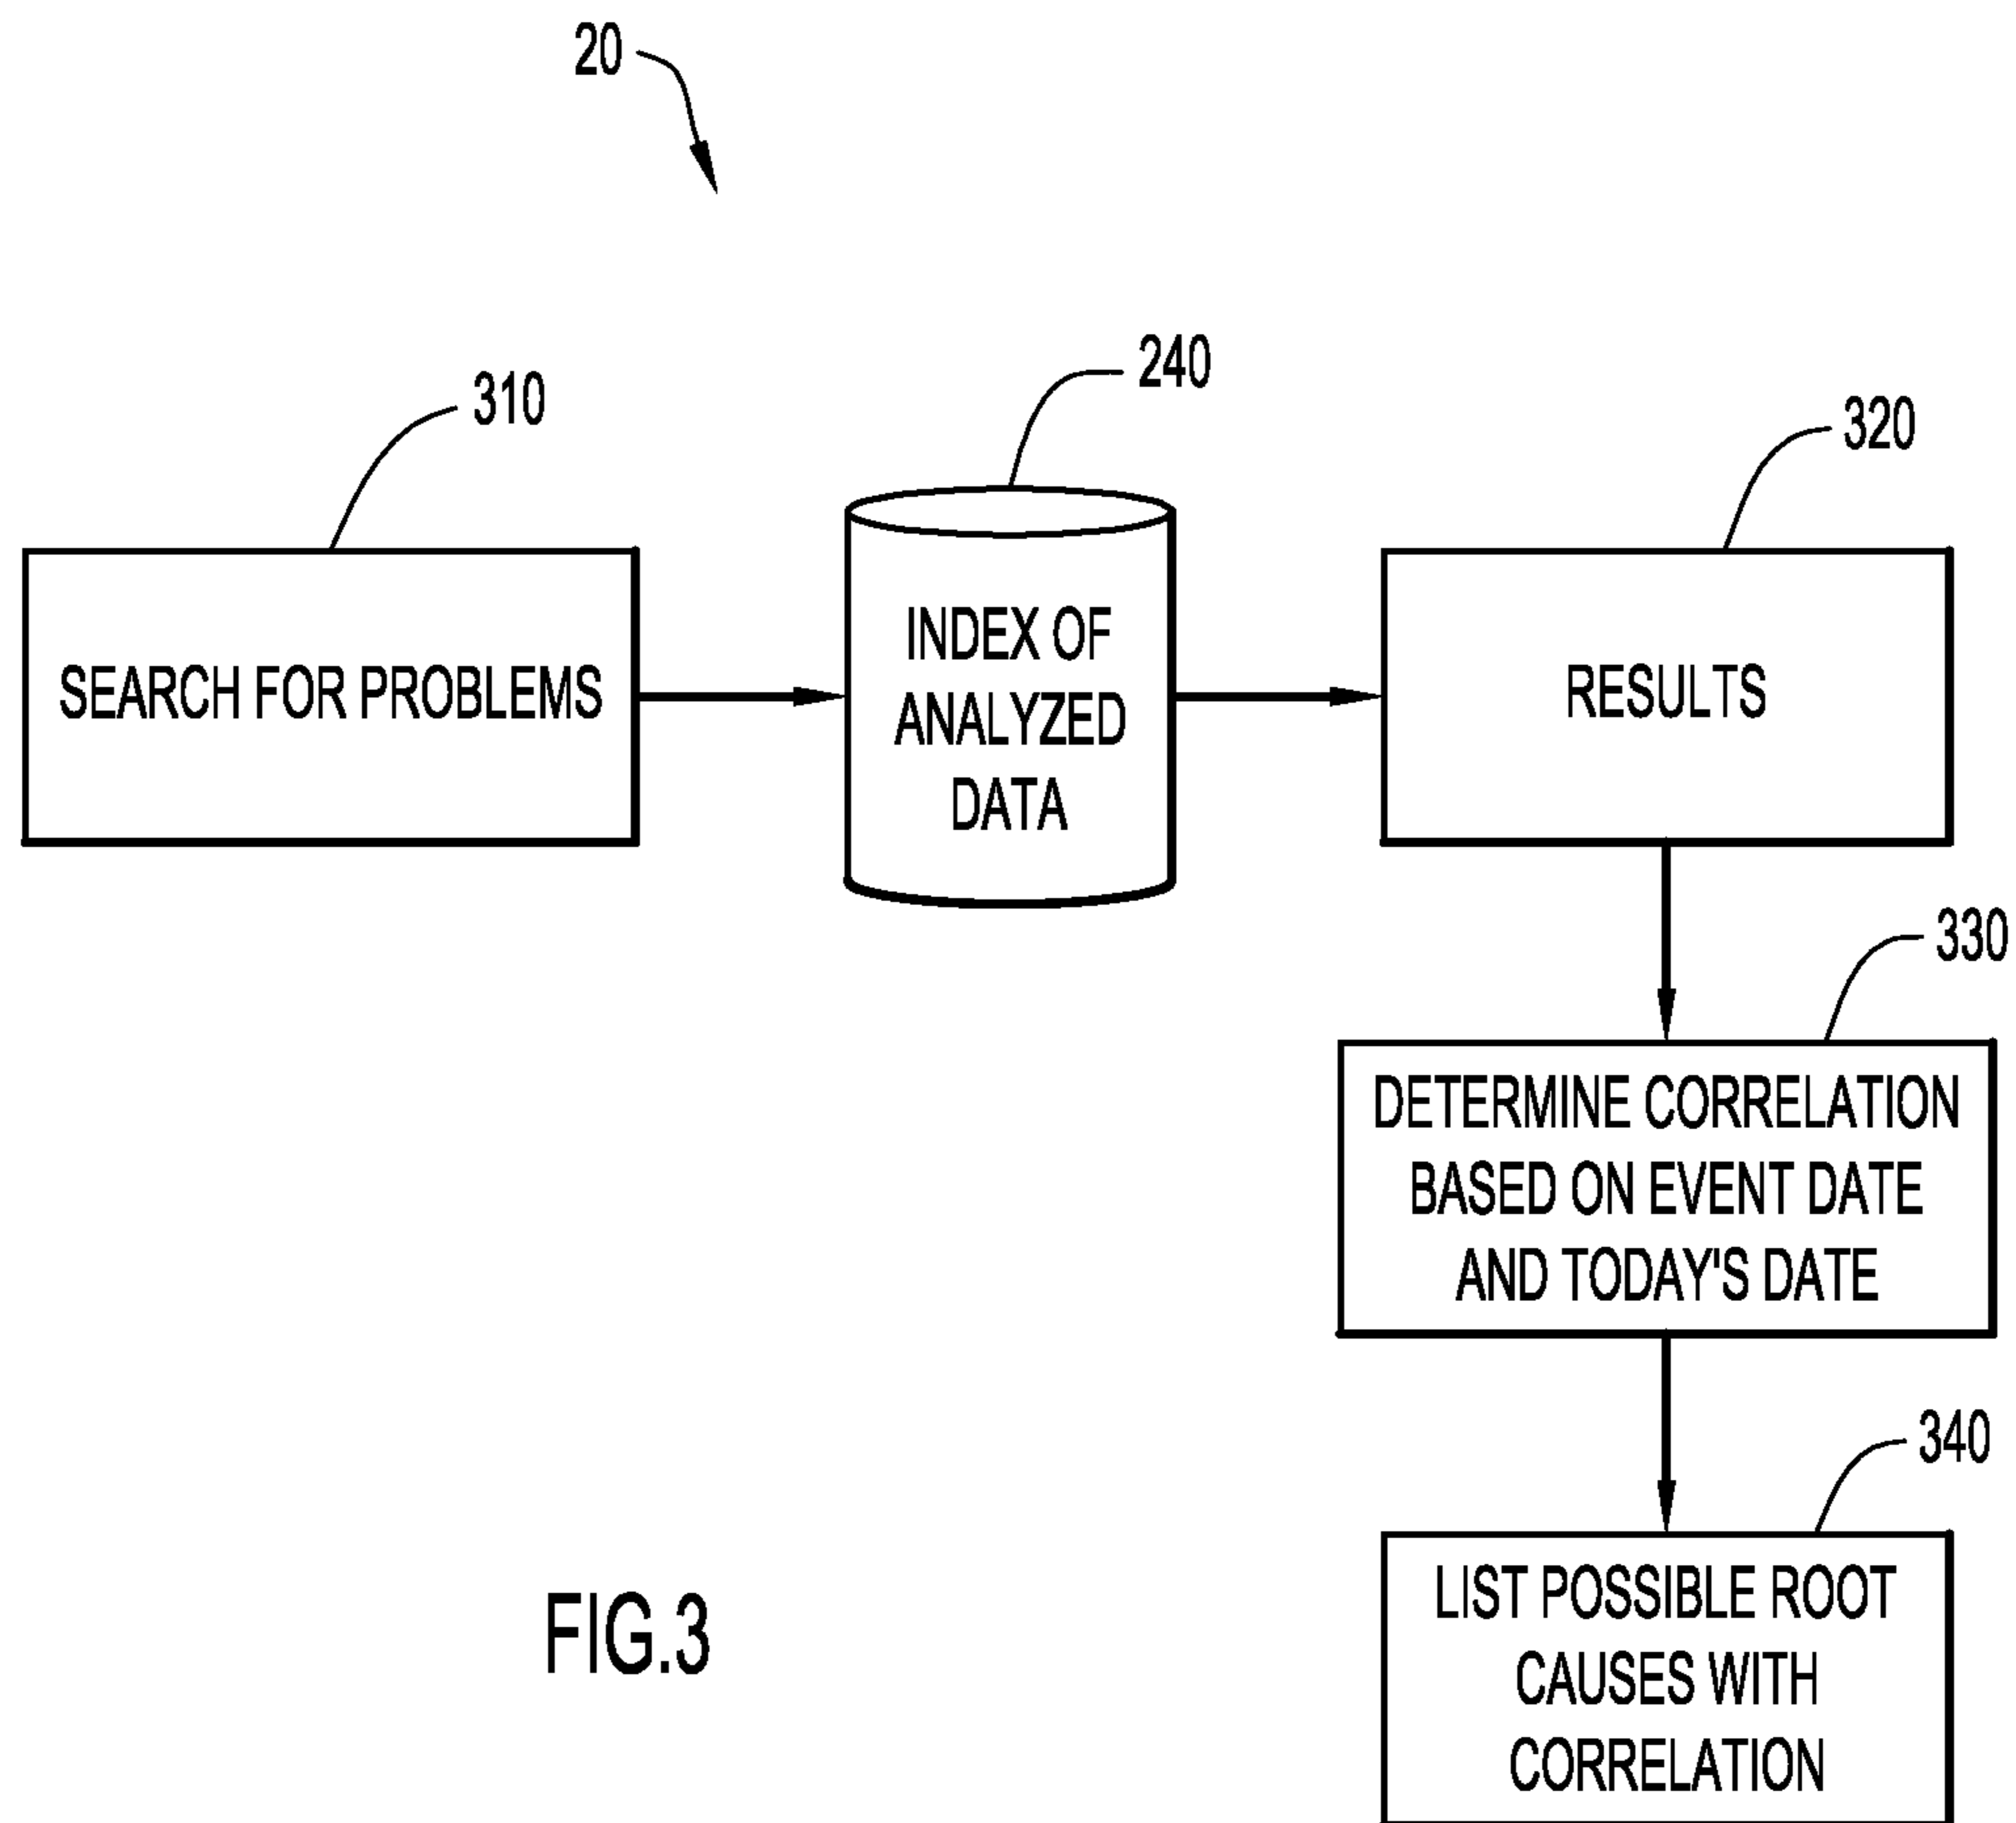 20
310
240
320
SEARCH FOR PROBLEMS
INDEX OF
ANALYZED
DATA
RESULTS
330
DETERMINE CORRELATION
BASED ON EVENT DATE
AND TODAY'S DATE
340
LIST POSSIBLE ROOT
CAUSES WITH
CORRELATION
FIG.3